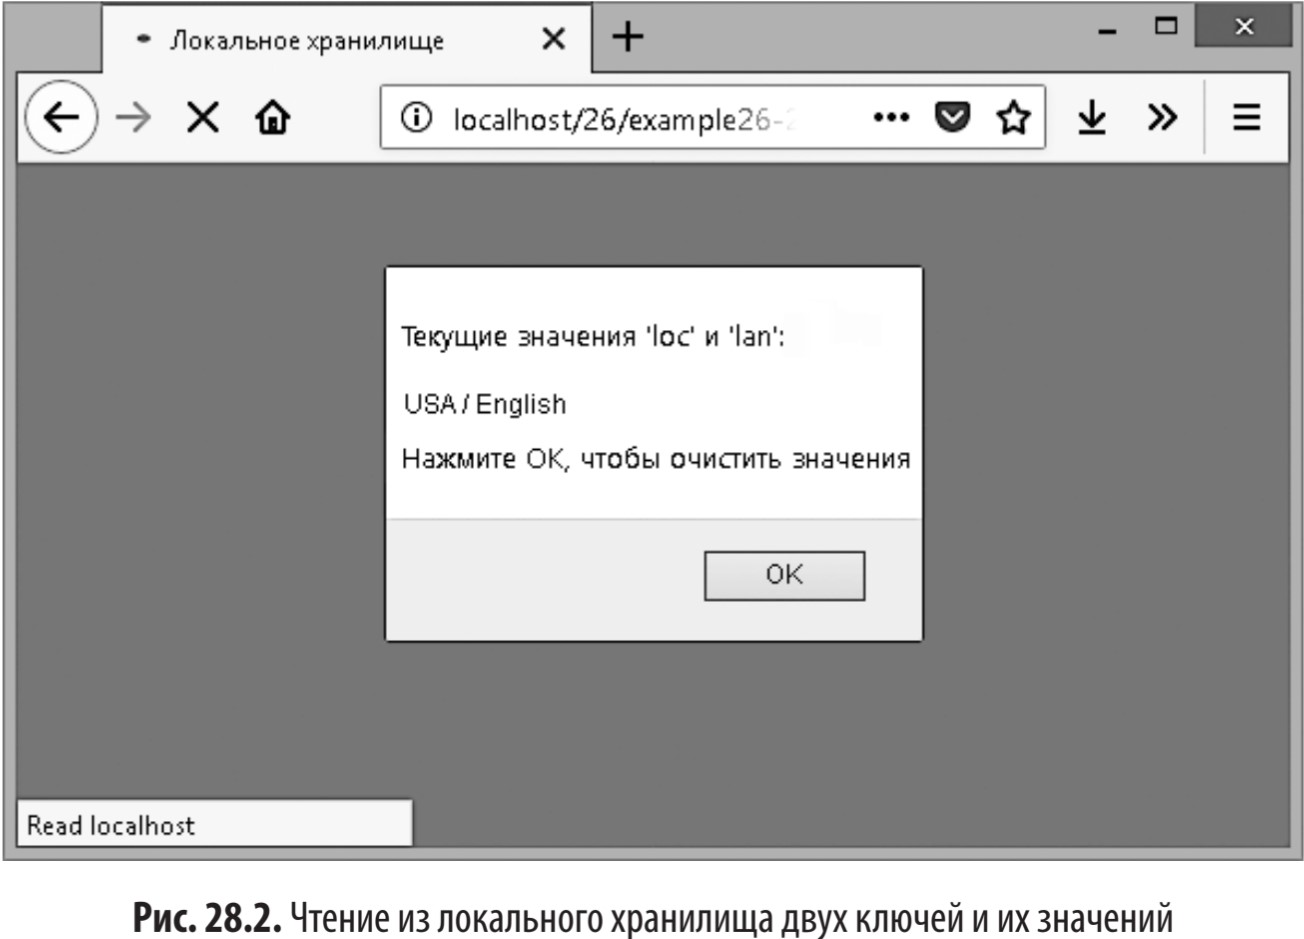 Локальное хранилище
localhost/26/example26-2
Текущие значения 'loc' и 'lan':
USA / English
Нажмите OK, чтобы очистить значения
OK
Read localhost
Рис. 28.2. Чтение из локального хранилища двух ключей и их значений